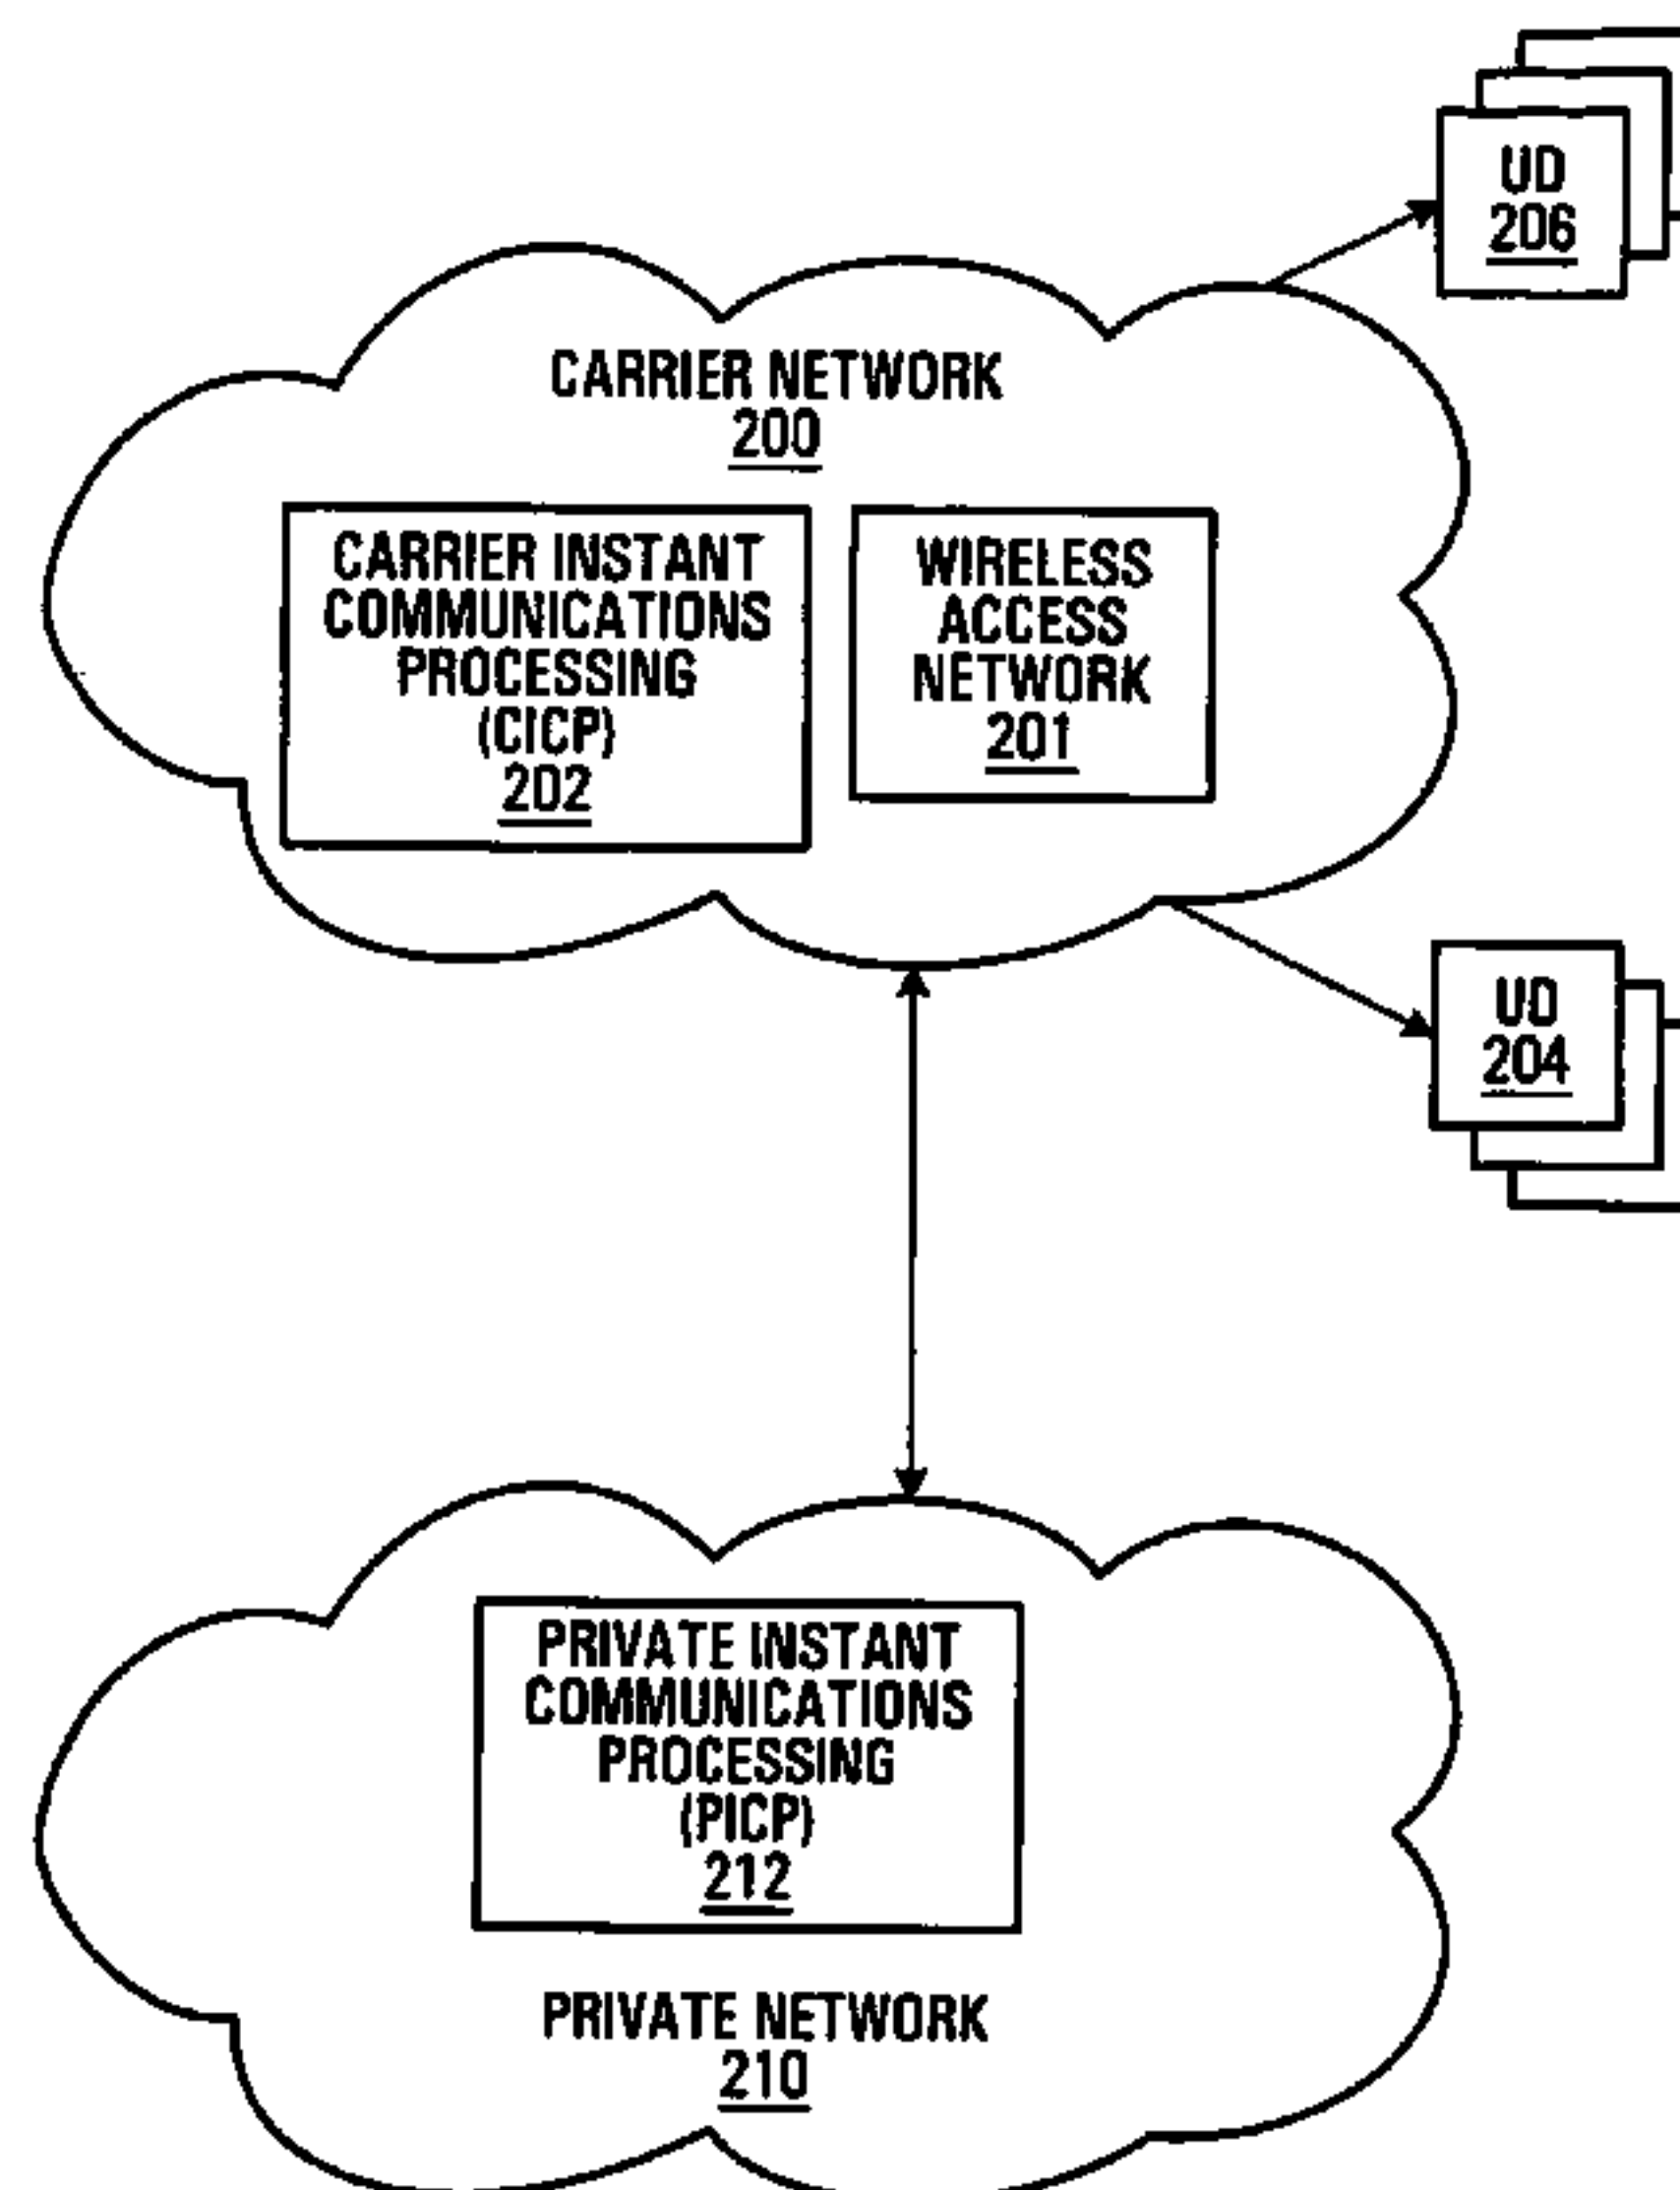 UD
206
CARRIER NETWORK
200
CARRIER INSTANT
COMMUNICATIONS
PROCESSING
(CICP)
202
WIRELESS
ACCESS
NETWORK
201
UD
204
PRIVATE INSTANT
COMMUNICATIONS
PROCESSING
(PICP)
212
PRIVATE NETWORK
210